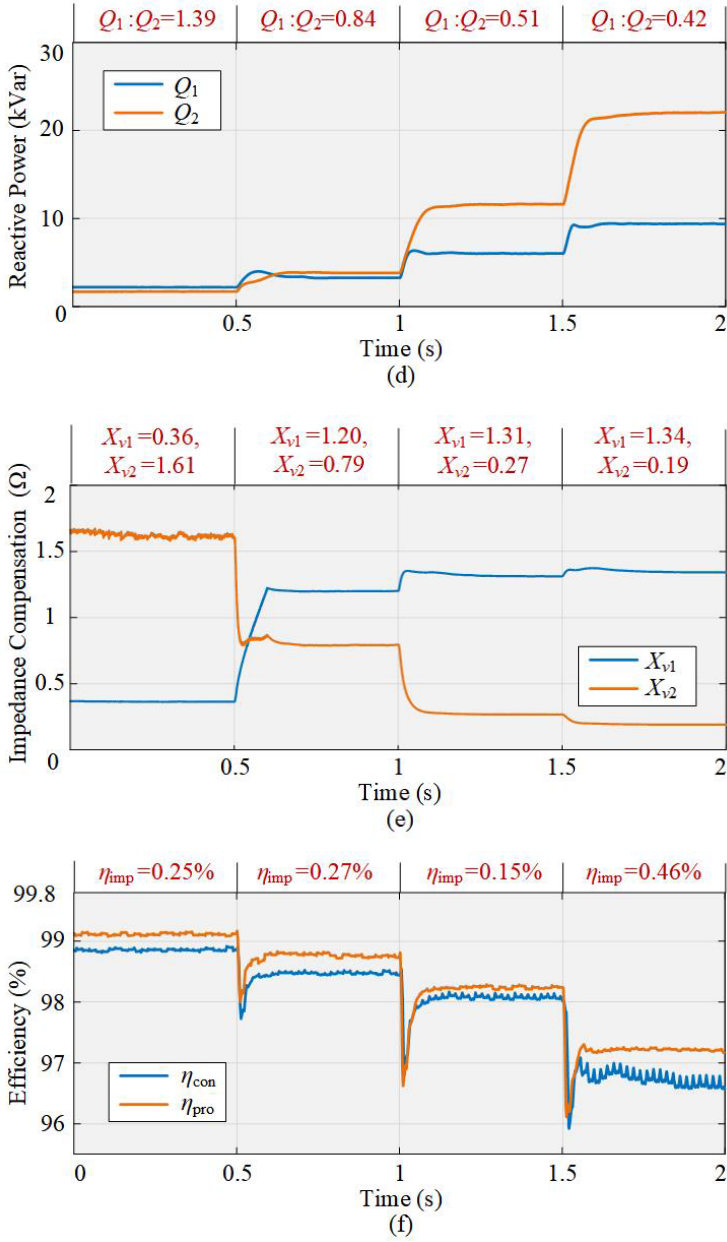 Q1:Q2=1.39 Q1:Q2=0.84 Q1:Q2=0.51 Q1:Q2=0.42
30
20
10
0
Reactive Power (kVar)
Q1
Q2
0.5 1 1.5 2
Time (s)
(d)
Xv1=0.36, Xv1=1.20, Xv1=1.31, Xv1=1.34,
Xv2=1.61 Xv2=0.79 Xv2=0.27 Xv2=0.19
2
1.5
1
0.5
0
Impedance Compensation (Ω)
Xv1
Xv2
0.5 1 1.5 2
Time (s)
(e)
ηimp=0.25% ηimp=0.27% ηimp=0.15% ηimp=0.46%
99.8
99
98
97
96
Efficiency (%)
ηcon
ηpro
0 0.5 1 1.5 2
Time (s)
(f)